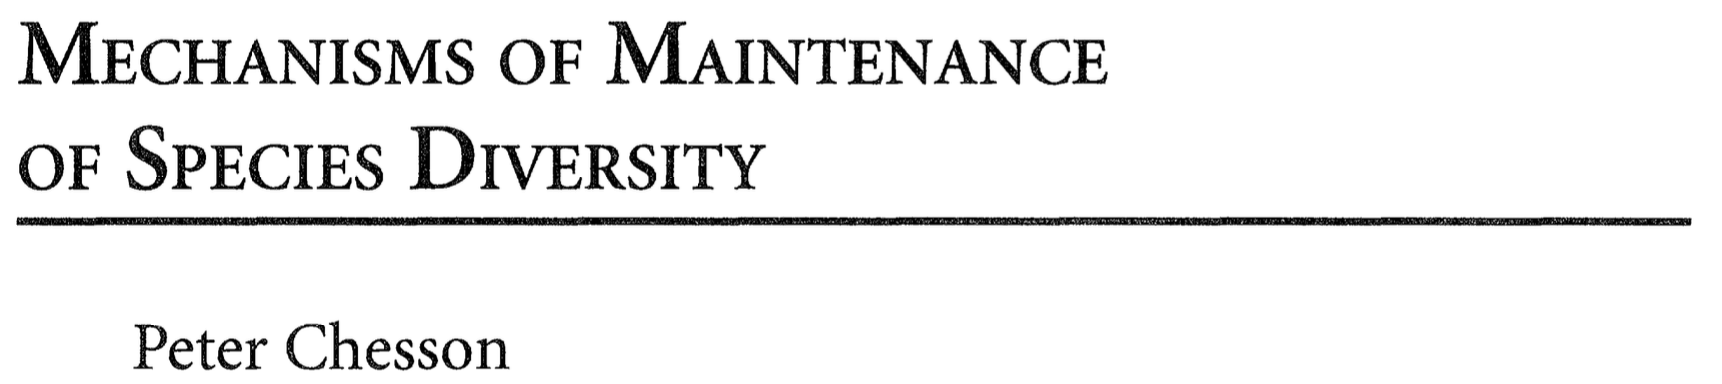 Mechanisms of Maintenance
of Species Diversity
Peter Chesson